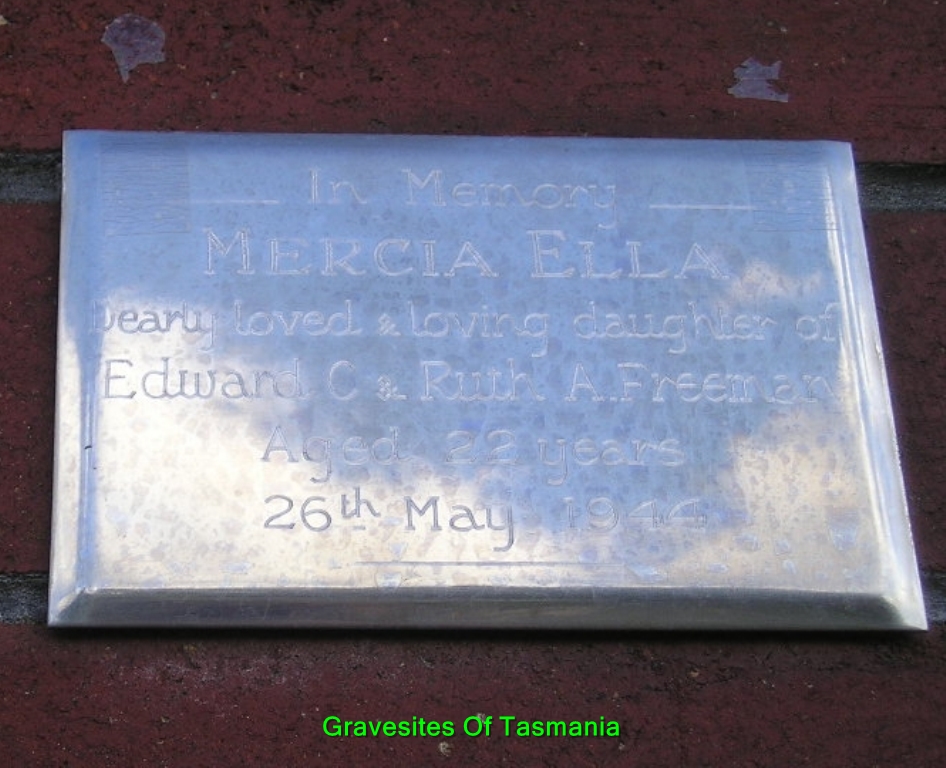 In Memory
MERCIA ELLA
Dearly loved & loving daughter of
Edward C & Ruth A. Freeman
Aged 22 years
26th May 1944
Gravesites Of Tasmania